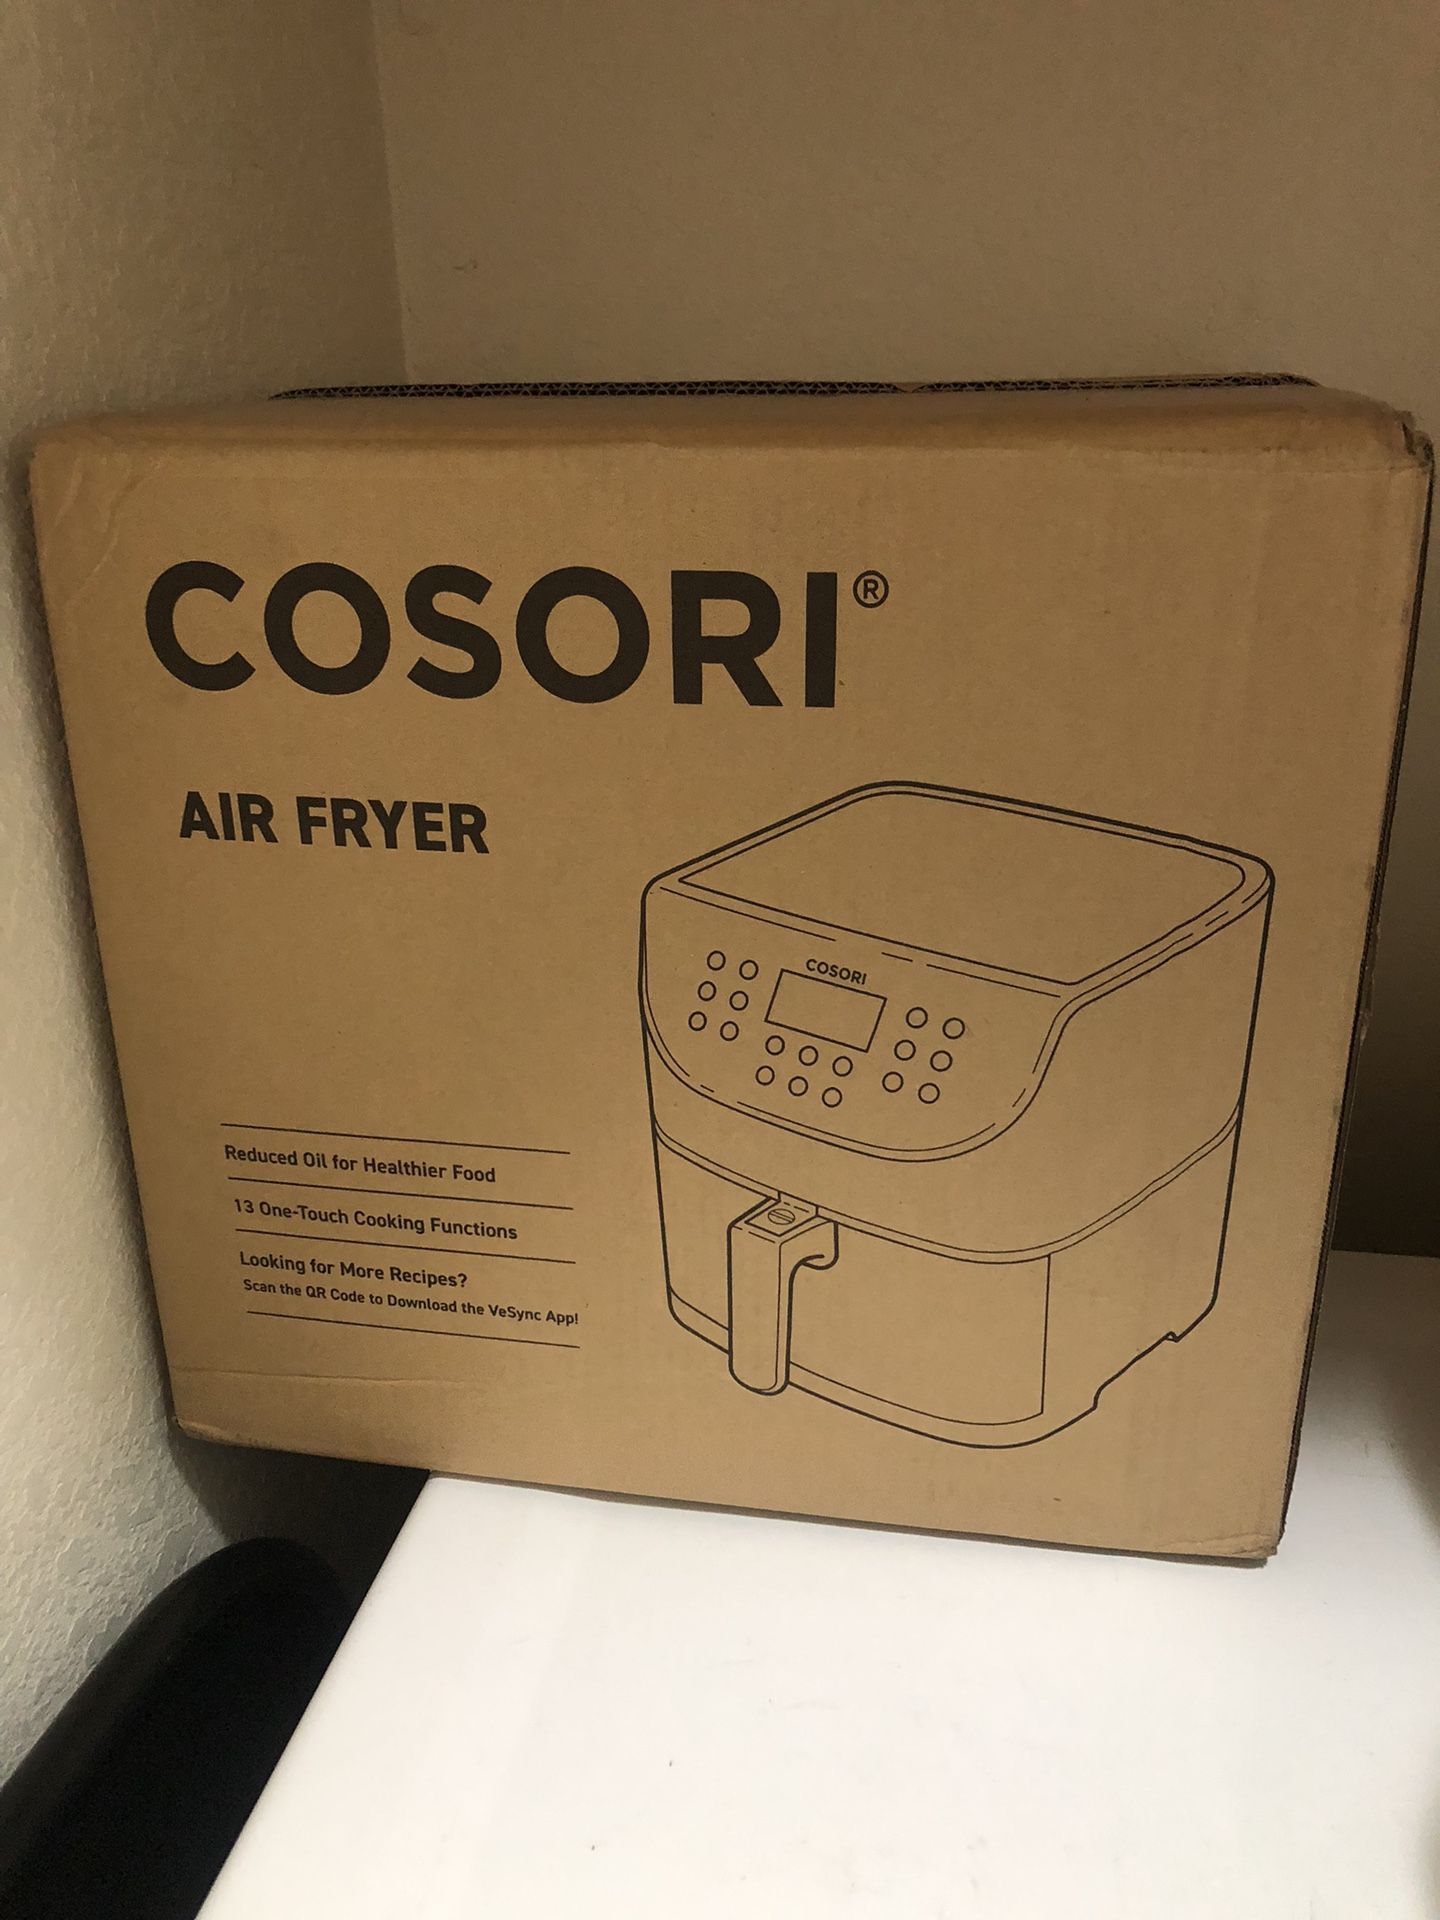 COSORI®
AIR FRYER
COSORI
Reduced Oil for Healthier Food
13 One-Touch Cooking Functions
Looking for More Recipes?
Scan the QR Code to Download the VeSync App!